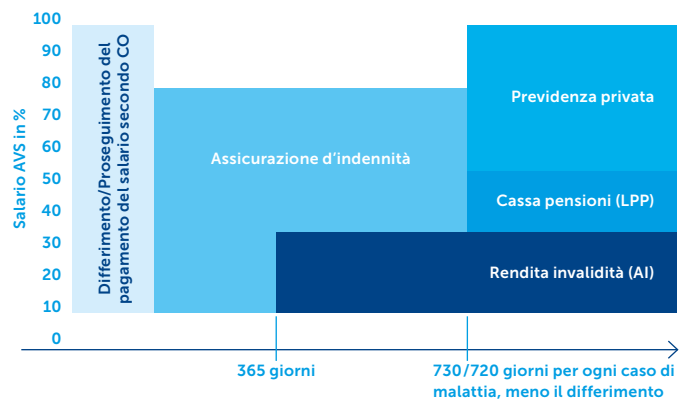 100
90
80
70
60
50
40
30
20
10
0
Salario AVS in %
Differimento/Proseguimento del
pagamento del salario secondo CO
Assicurazione d’indennità
Previdenza privata
Cassa pensioni (LPP)
Rendita invalidità (AI)
365 giorni
730/720 giorni per ogni caso di
malattia, meno il differimento